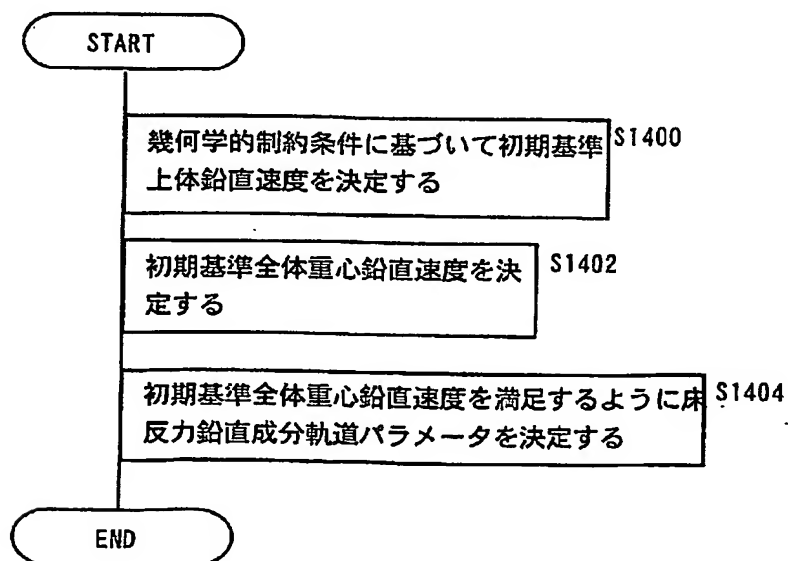 START
幾何学的制約条件に基づいて初期基準 S1400
上体鉛直速度を決定する
初期基準全体重心鉛直速度を決 S1402
定する
初期基準全体重心鉛直速度を満足するように床 S1404
反力鉛直成分軌道パラメータを決定する
END